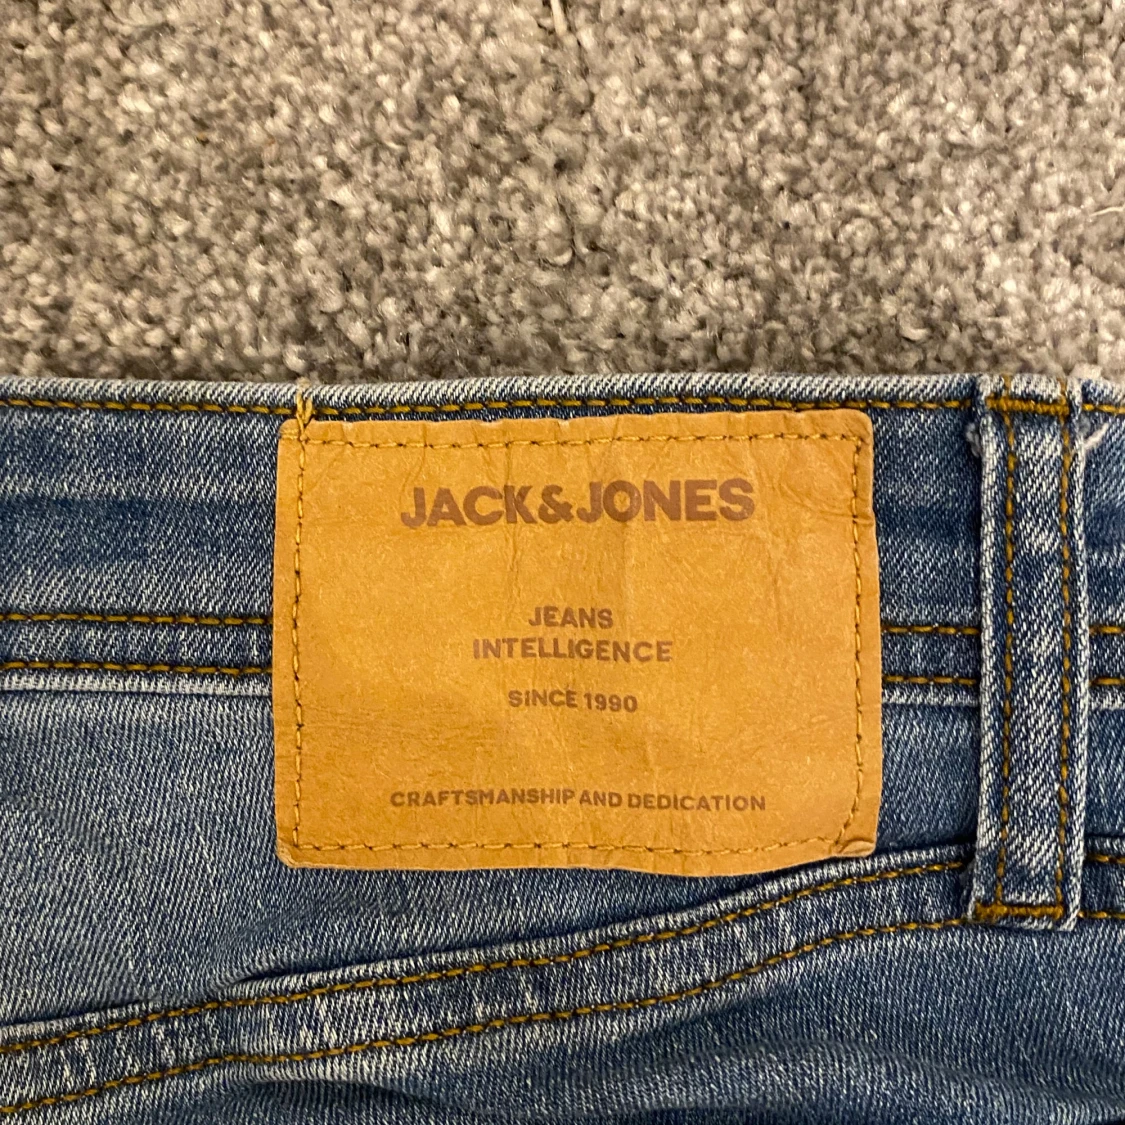 JACK&JONES
JEANS
INTELLIGENCE
SINCE 1990
CRAFTSMANSHIP AND DEDICATION